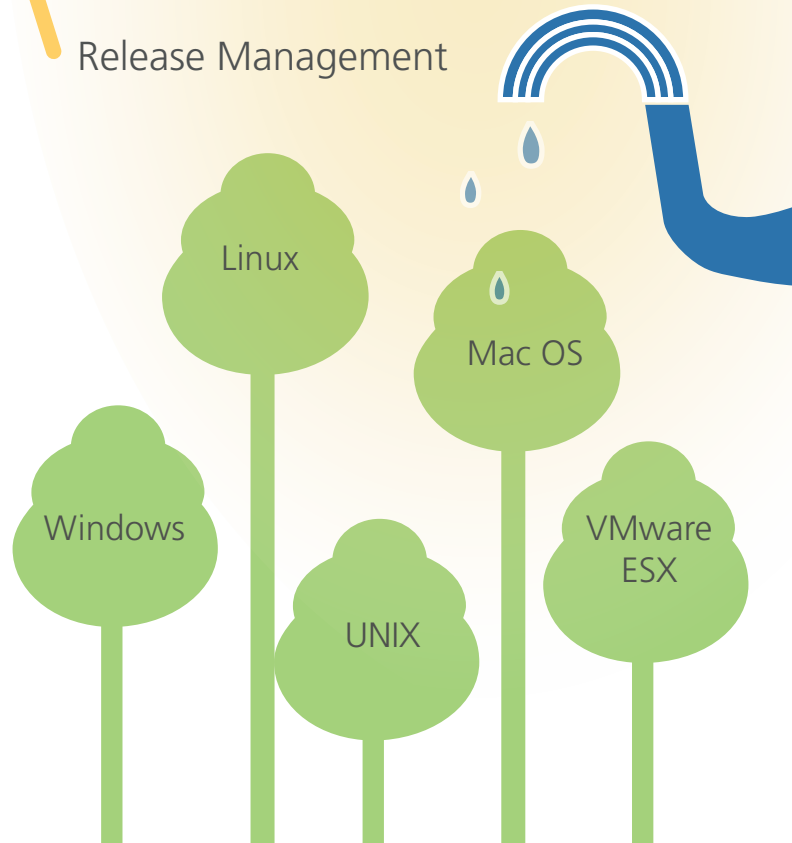 Release Management
Linux
Mac OS
Windows
VMware
ESX
UNIX